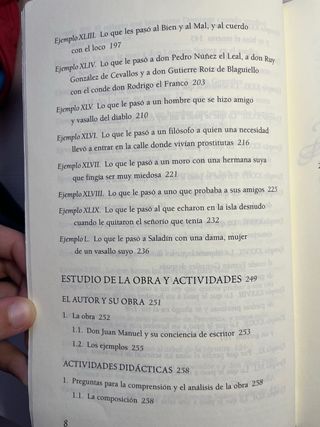 Ejemplo XLIII. Lo que les pasó al Bien y al Mal, y al cuerdo
con el loco 197
Ejemplo XLIV. Lo que le pasó a don Pedro Núñez el Leal, a don Ruy
González de Cevallos y a don Gutierre Roiz de Blaguiello
con el conde don Rodrigo el Franco 203
Ejemplo XLV. Lo que le pasó a un hombre que se hizo amigo
y vasallo del diablo 210
Ejemplo XLVI. Lo que le pasó a un filósofo a quien una necesidad
llevó a entrar en la calle donde vivían prostitutas 216
Ejemplo XLVII. Lo que le pasó a un moro con una hermana suya
que fingía ser muy miedosa 221
Ejemplo XLVIII. Lo que le pasó a uno que probaba a sus amigos 225
Ejemplo XLIX. Lo que le pasó al que echaron en la isla desnudo
cuando le quitaron el señorío que tenía 232
Ejemplo L. Lo que le pasó a Saladín con una dama, mujer
de un vasallo suyo 236
ESTUDIO DE LA OBRA Y ACTIVIDADES 249
EL AUTOR Y SU OBRA 251
1. La obra 252
1.1. Don Juan Manuel y su conciencia de escritor 253
1.2. Los ejemplos 255
ACTIVIDADES DIDÁCTICAS 258
1. Preguntas para la comprensión y el análisis de la obra 258
1.1. La composición 258
8